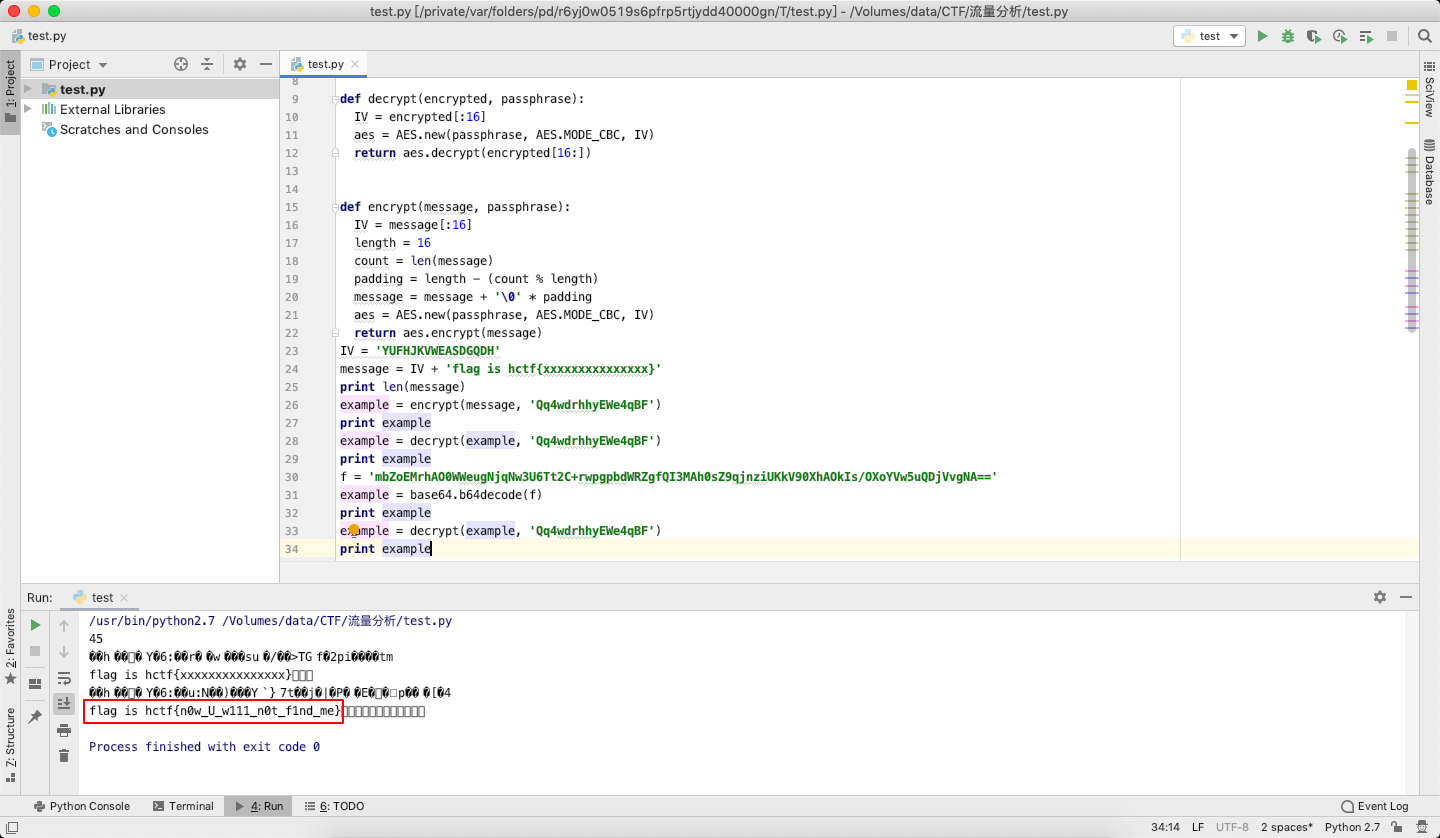 test.py [/private/var/folders/pd/r6yj0w0519s6pfrp5rtjydd40000gn/T/test.py] - /Volumes/data/CTF/流量分析/test.py
test.py
test
1: Project
Project
test.py
External Libraries
Scratches and Consoles
test.py
8
9 def decrypt(encrypted, passphrase):
10 IV = encrypted[:16]
11 aes = AES.new(passphrase, AES.MODE_CBC, IV)
12 return aes.decrypt(encrypted[16:])
13
14
15 def encrypt(message, passphrase):
16 IV = message[:16]
17 length = 16
18 count = len(message)
19 padding = length - (count % length)
20 message = message + '\0' * padding
21 aes = AES.new(passphrase, AES.MODE_CBC, IV)
22 return aes.encrypt(message)
23 IV = 'YUFHJKVWEASDGQDH'
24 message = IV + 'flag is hctf{xxxxxxxxxxxxxxx}'
25 print len(message)
26 example = encrypt(message, 'Qq4wdrhhyEWe4qBF')
27 print example
28 example = decrypt(example, 'Qq4wdrhhyEWe4qBF')
29 print example
30 f = 'mbZoEMrhAO0WWeugNjqNw3U6Tt2C+rwpgpbdWRZgfQI3MAh0sZ9qjnziUKkV90XhAOkIs/OXoYVw5uQDjVvgNA=='
31 example = base64.b64decode(f)
32 print example
33 example = decrypt(example, 'Qq4wdrhhyEWe4qBF')
34 print example
SciView
Database
2: Favorites
Z: Structure
Run: test
/usr/bin/python2.7 /Volumes/data/CTF/流量分析/test.py
45
flag is hctf{xxxxxxxxxxxxxxx}
flag is hctf{n0w_U_w111_n0t_f1nd_me}
Process finished with exit code 0
Python Console
Terminal
4: Run
6: TODO
Event Log
34:14 LF UTF-8 2 spaces* Python 2.7